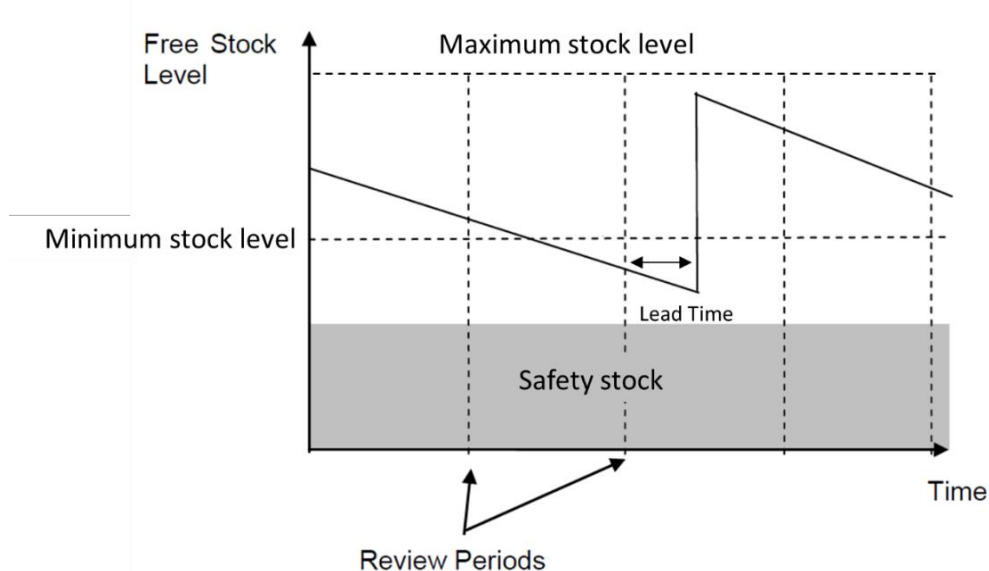 Free Stock
Level
Maximum stock level
Minimum stock level
Lead Time
Safety stock
Time
Review Periods